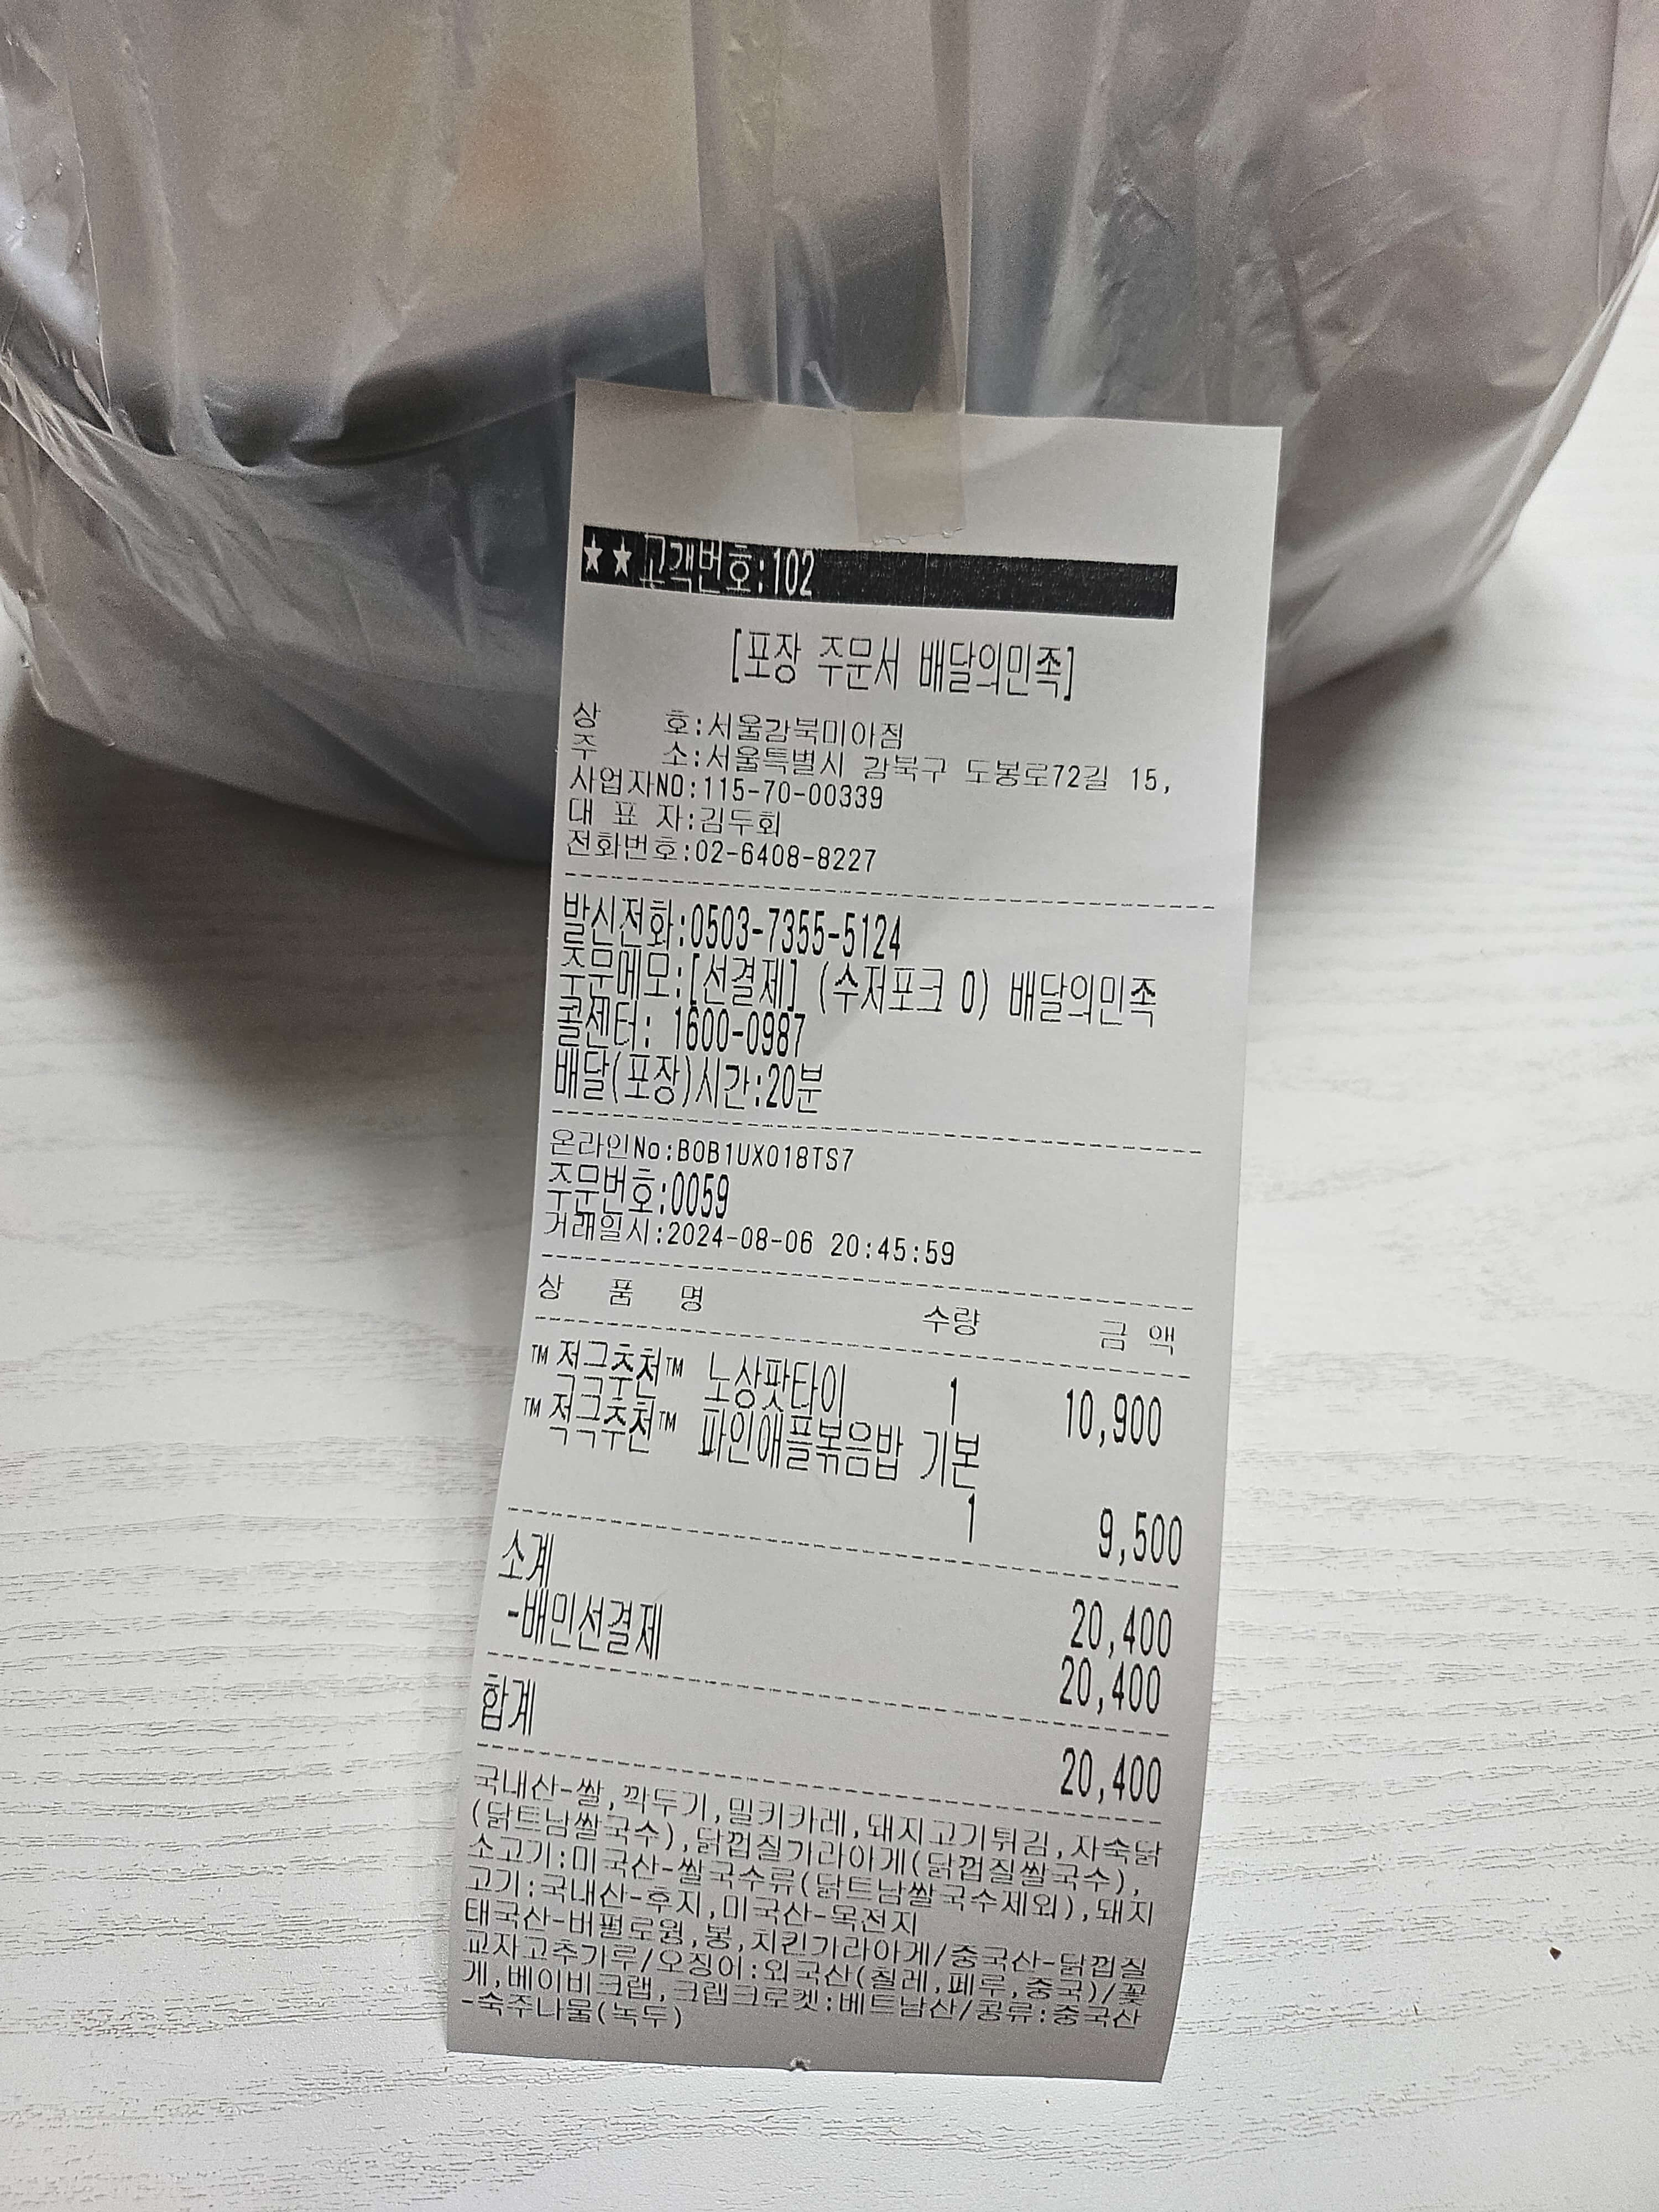 ★★고객번호:102
[포장 주문서 배달의민족]
상 호:서울강북미아점
주 소:서울특별시 강북구 도봉로72길 15,
사업자NO:115-70-00339
대 표 자:김두회
전화번호:02-6408-8227
발신전화:0503-7355-5124
주문메모:[선결제] (수저포크 0) 배달의민족
콜센터: 1600-0987
배달(포장)시간:20분
온라인No:B0B1UX018TS7
주문번호:0059
거래일시:2024-08-06 20:45:59
상 품 명 수량 금 액
™적극추천™ 노상팟타이 1 10,900
™적극추천™ 파인애플볶음밥 기본
1 9,500
소계 20,400
-배민선결제 20,400
합계 20,400
국내산-쌀,깍두기,밀키카레,돼지고기튀김,자숙닭
(닭트남쌀국수),닭껍질가라아게(닭껍질쌀국수),
소고기:미국산-쌀국수류(닭트남쌀국수제외),돼지
고기:국내산-후지,미국산-목전지
태국산-버펄로윙,봉,치킨가라아게/중국산-닭껍질
교자고추가루/오징어:외국산(칠레,페루,중국)/꽃
게,베이비크랩,크랩크로켓:베트남산/콩류:중국산
-숙주나물(녹두)